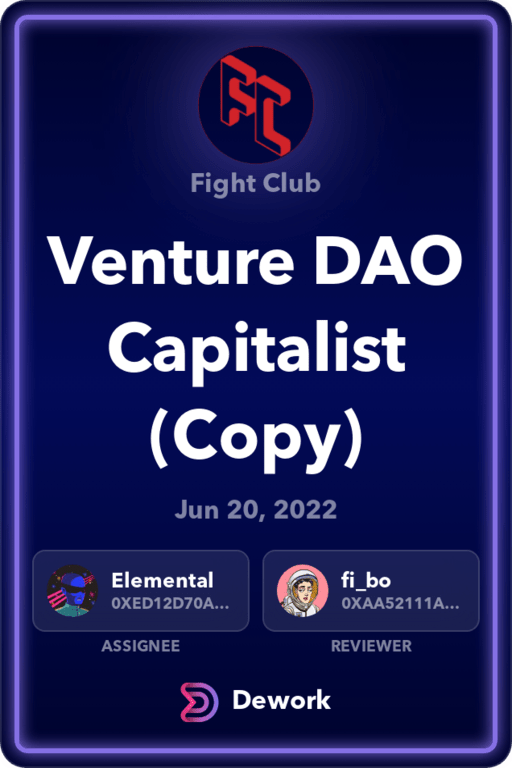 FC
Fight Club
Venture DAO
Capitalist
(Copy)
Jun 20, 2022
Elemental
0XED12D70A...
fi_bo
0XAA52111A...
ASSIGNEE
REVIEWER
Dework